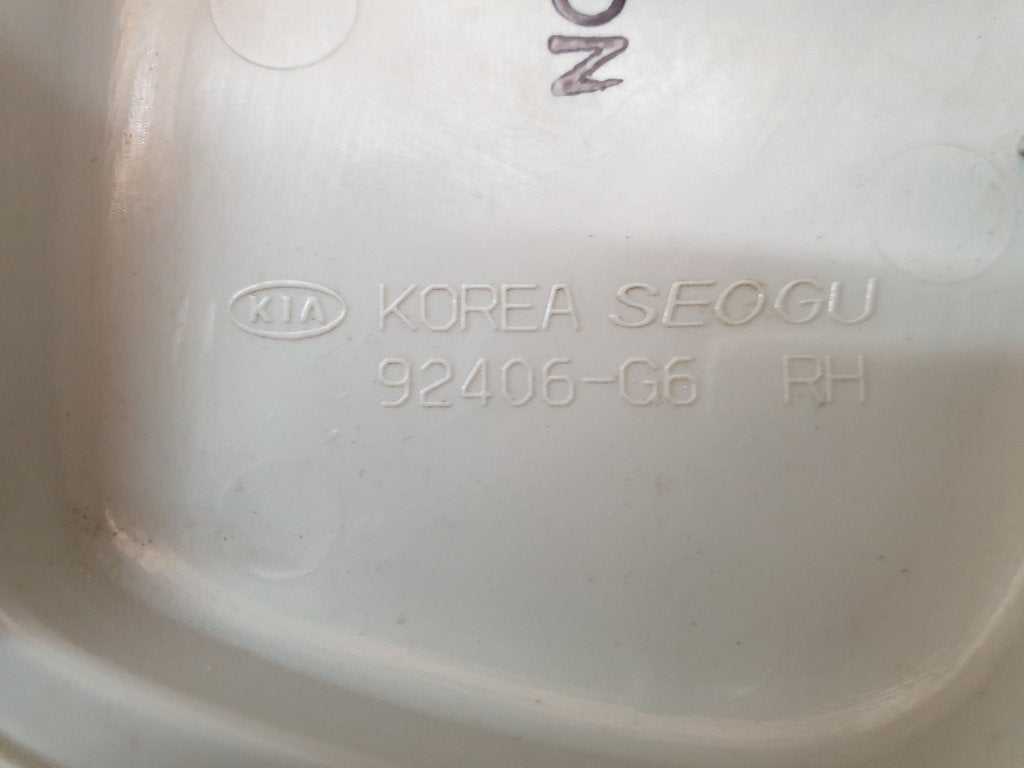 KIA KOREA SEOGU
92406-G6 RH